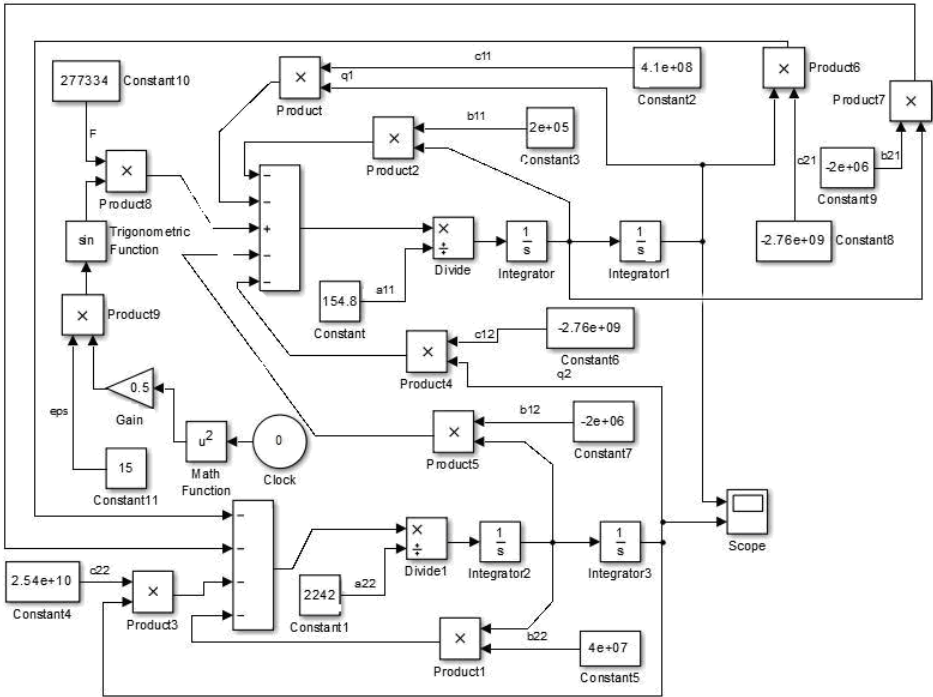 c11
4.1e+08
Constant2
×
q1
Product
×
Product6
277334
Constant10
×
Product7
F
b11
2e+05
Constant3
×
Product2
c21
-2e+06
b21
Constant9
×
Product8
sin
Trigonometric
Function
−
−
+
−
−
×
÷
Divide
1
s
Integrator
1
s
Integrator1
-2.76e+09
Constant8
a11
154.8
Constant
×
Product9
c12
-2.76e+09
Constant6
×
Product4
q2
0.5
Gain
eps
b12
-2e+06
Constant7
×
Product5
u2
Math
Function
0
Clock
15
Constant11
−
−
−
−
×
÷
Divide1
1
s
Integrator2
1
s
Integrator3
Scope
2.54e+10
c22
Constant4
×
Product3
a22
2242
Constant1
×
Product1
b22
4e+07
Constant5